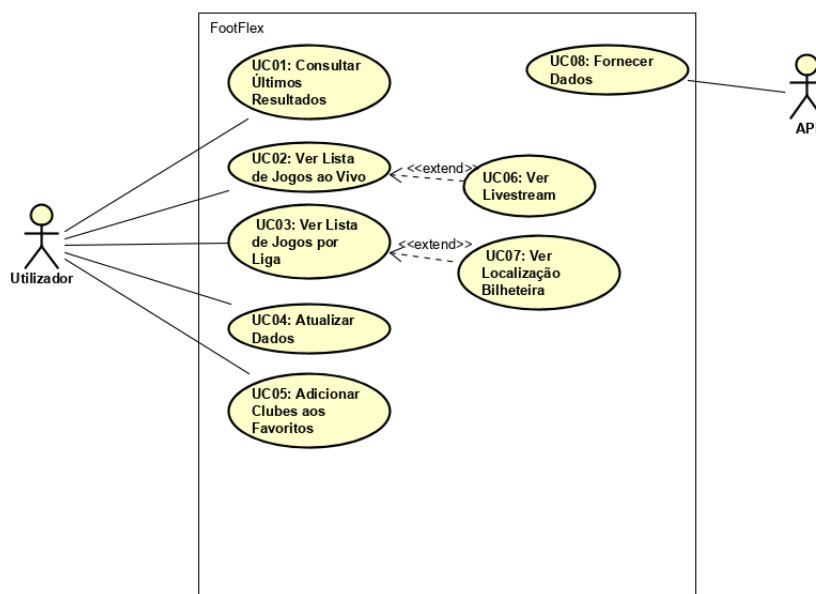 FootFlex
UC01: Consultar
Últimos
Resultados
UC08: Fornecer
Dados
API
UC02: Ver Lista
de Jogos ao Vivo
<<extend>>
UC06: Ver
Livestream
UC03: Ver Lista
de Jogos por
Liga
<<extend>>
UC07: Ver
Localização
Bilheteira
Utilizador
UC04: Atualizar
Dados
UC05: Adicionar
Clubes aos
Favoritos